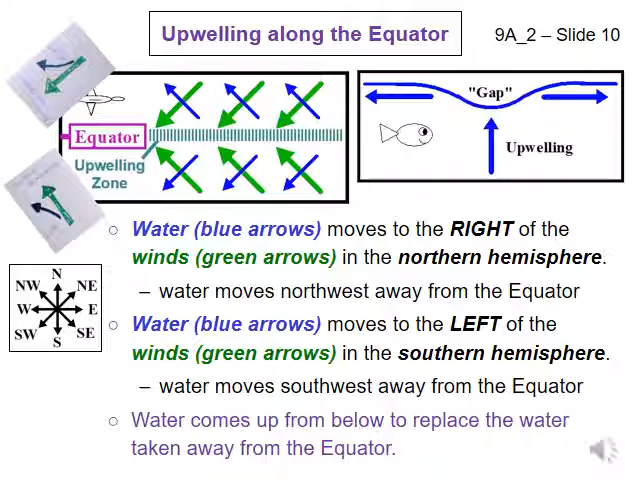 Upwelling along the Equator
9A_2 – Slide 10
Equator
Upwelling
Zone
"Gap"
Upwelling
○ Water (blue arrows) moves to the RIGHT of the
winds (green arrows) in the northern hemisphere.
– water moves northwest away from the Equator
○ Water (blue arrows) moves to the LEFT of the
winds (green arrows) in the southern hemisphere.
– water moves southwest away from the Equator
○ Water comes up from below to replace the water
taken away from the Equator.
N
NW NE
W E
SW SE
S